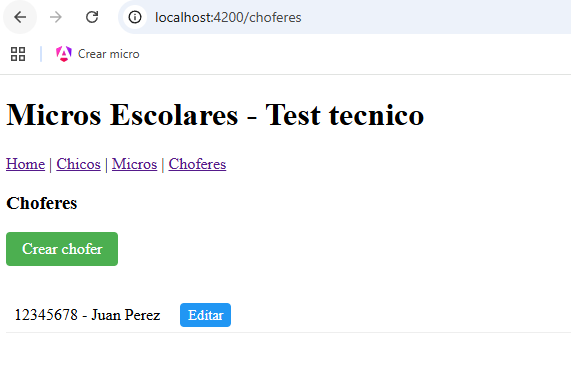 localhost:4200/choferes
Crear micro
Micros Escolares - Test tecnico
Home | Chicos | Micros | Choferes
Choferes
Crear chofer
12345678 - Juan Perez Editar